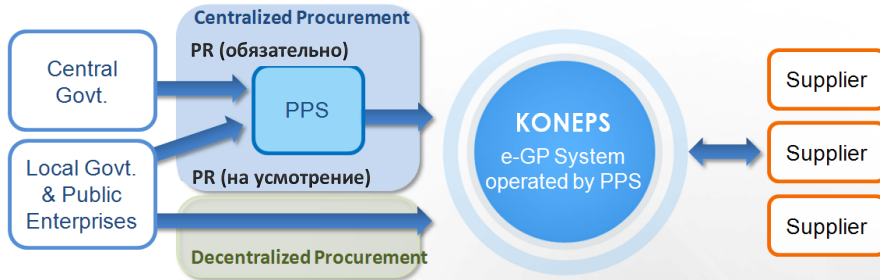 Centralized Procurement
PR (обязательно)
Central
Govt.
PPS
Local Govt.
& Public
Enterprises
PR (на усмотрение)
Decentralized Procurement
KONEPS
e-GP System
operated by PPS
Supplier
Supplier
Supplier